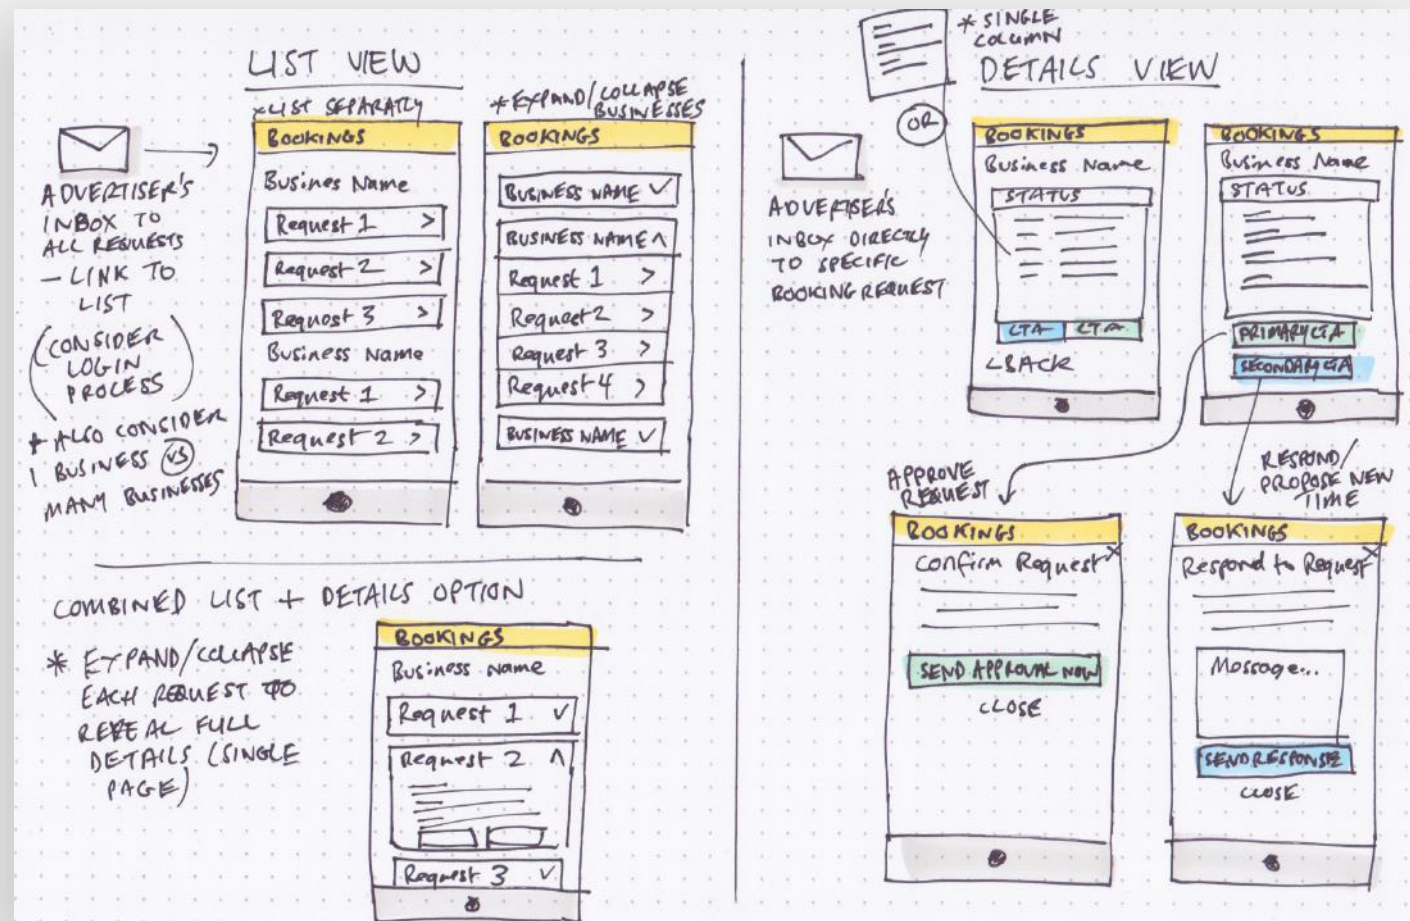 LIST VIEW
*LIST SEPARATLY
BOOKINGS
Busines Name
Request 1 >
Request 2 >
Request 3 >
Business Name
Request 1 >
Request 2 >
*EXPAND/COLLAPSE
BUSINESSES
BOOKINGS
BUSINESS NAME
BUSINESS NAME
Request 1 >
Request 2 >
Request 3 >
Request 4 >
BUSINESS NAME
ADVERTISER'S
INBOX TO
ALL REQUESTS
- LINK TO
LIST
(CONSIDER
LOGIN
PROCESS)
* ALSO CONSIDER
1 BUSINESS VS
MANY BUSINESSES
COMBINED LIST + DETAILS OPTION
* EXPAND/COLLAPSE
EACH REQUEST TO
REVEAL FULL
DETAILS (SINGLE
PAGE)
BOOKINGS
Business Name
Request 1
Request 2
Request 3
* SINGLE
COLUMN
DETAILS VIEW
OR
ADVERTISER'S
INBOX DIRECTLY
TO SPECIFIC
BOOKING REQUEST
BOOKINGS
Business Name
STATUS
CTA CTA
<BACK
BOOKINGS
Business Name
STATUS
PRIMARY CTA
SECONDARY CTA
APPROVE
REQUEST
BOOKINGS
Confirm Request X
SEND APPROVAL NOW
CLOSE
RESPOND/
PROPOSE NEW
TIME
BOOKINGS
Respond to Request X
Message...
SEND RESPONSE
CLOSE